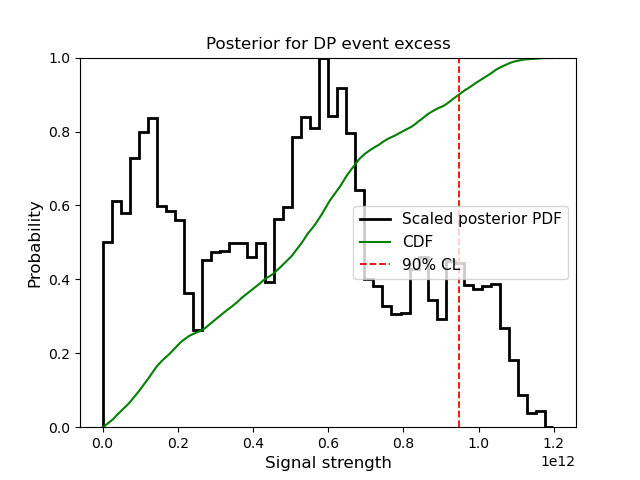 Posterior for DP event excess
1.0
0.8
0.6
0.4
0.2
0.0
Probability
Scaled posterior PDF
CDF
90% CL
0.0 0.2 0.4 0.6 0.8 1.0 1.2
1e12
Signal strength